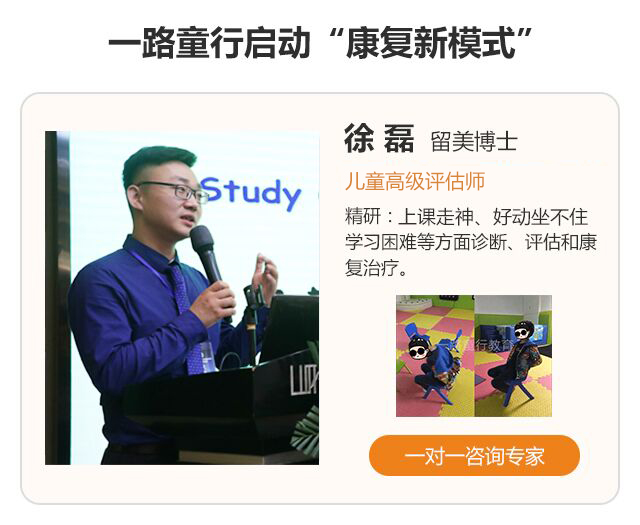 一路童行启动“康复新模式”
徐磊 留美博士
Study
儿童高级评估师
精研：上课走神、好动坐不住
学习困难等方面诊断、评估和康
复治疗。
一路童行教育
一对一咨询专家